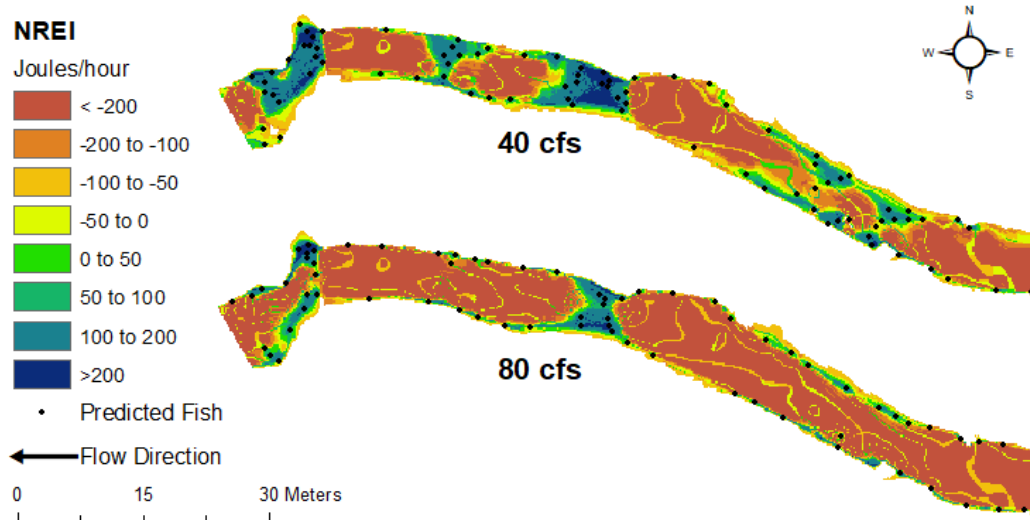 NREI
Joules/hour
< -200
-200 to -100
-100 to -50
-50 to 0
0 to 50
50 to 100
100 to 200
>200
Predicted Fish
Flow Direction
0 15 30 Meters
40 cfs
80 cfs
N
W E
S